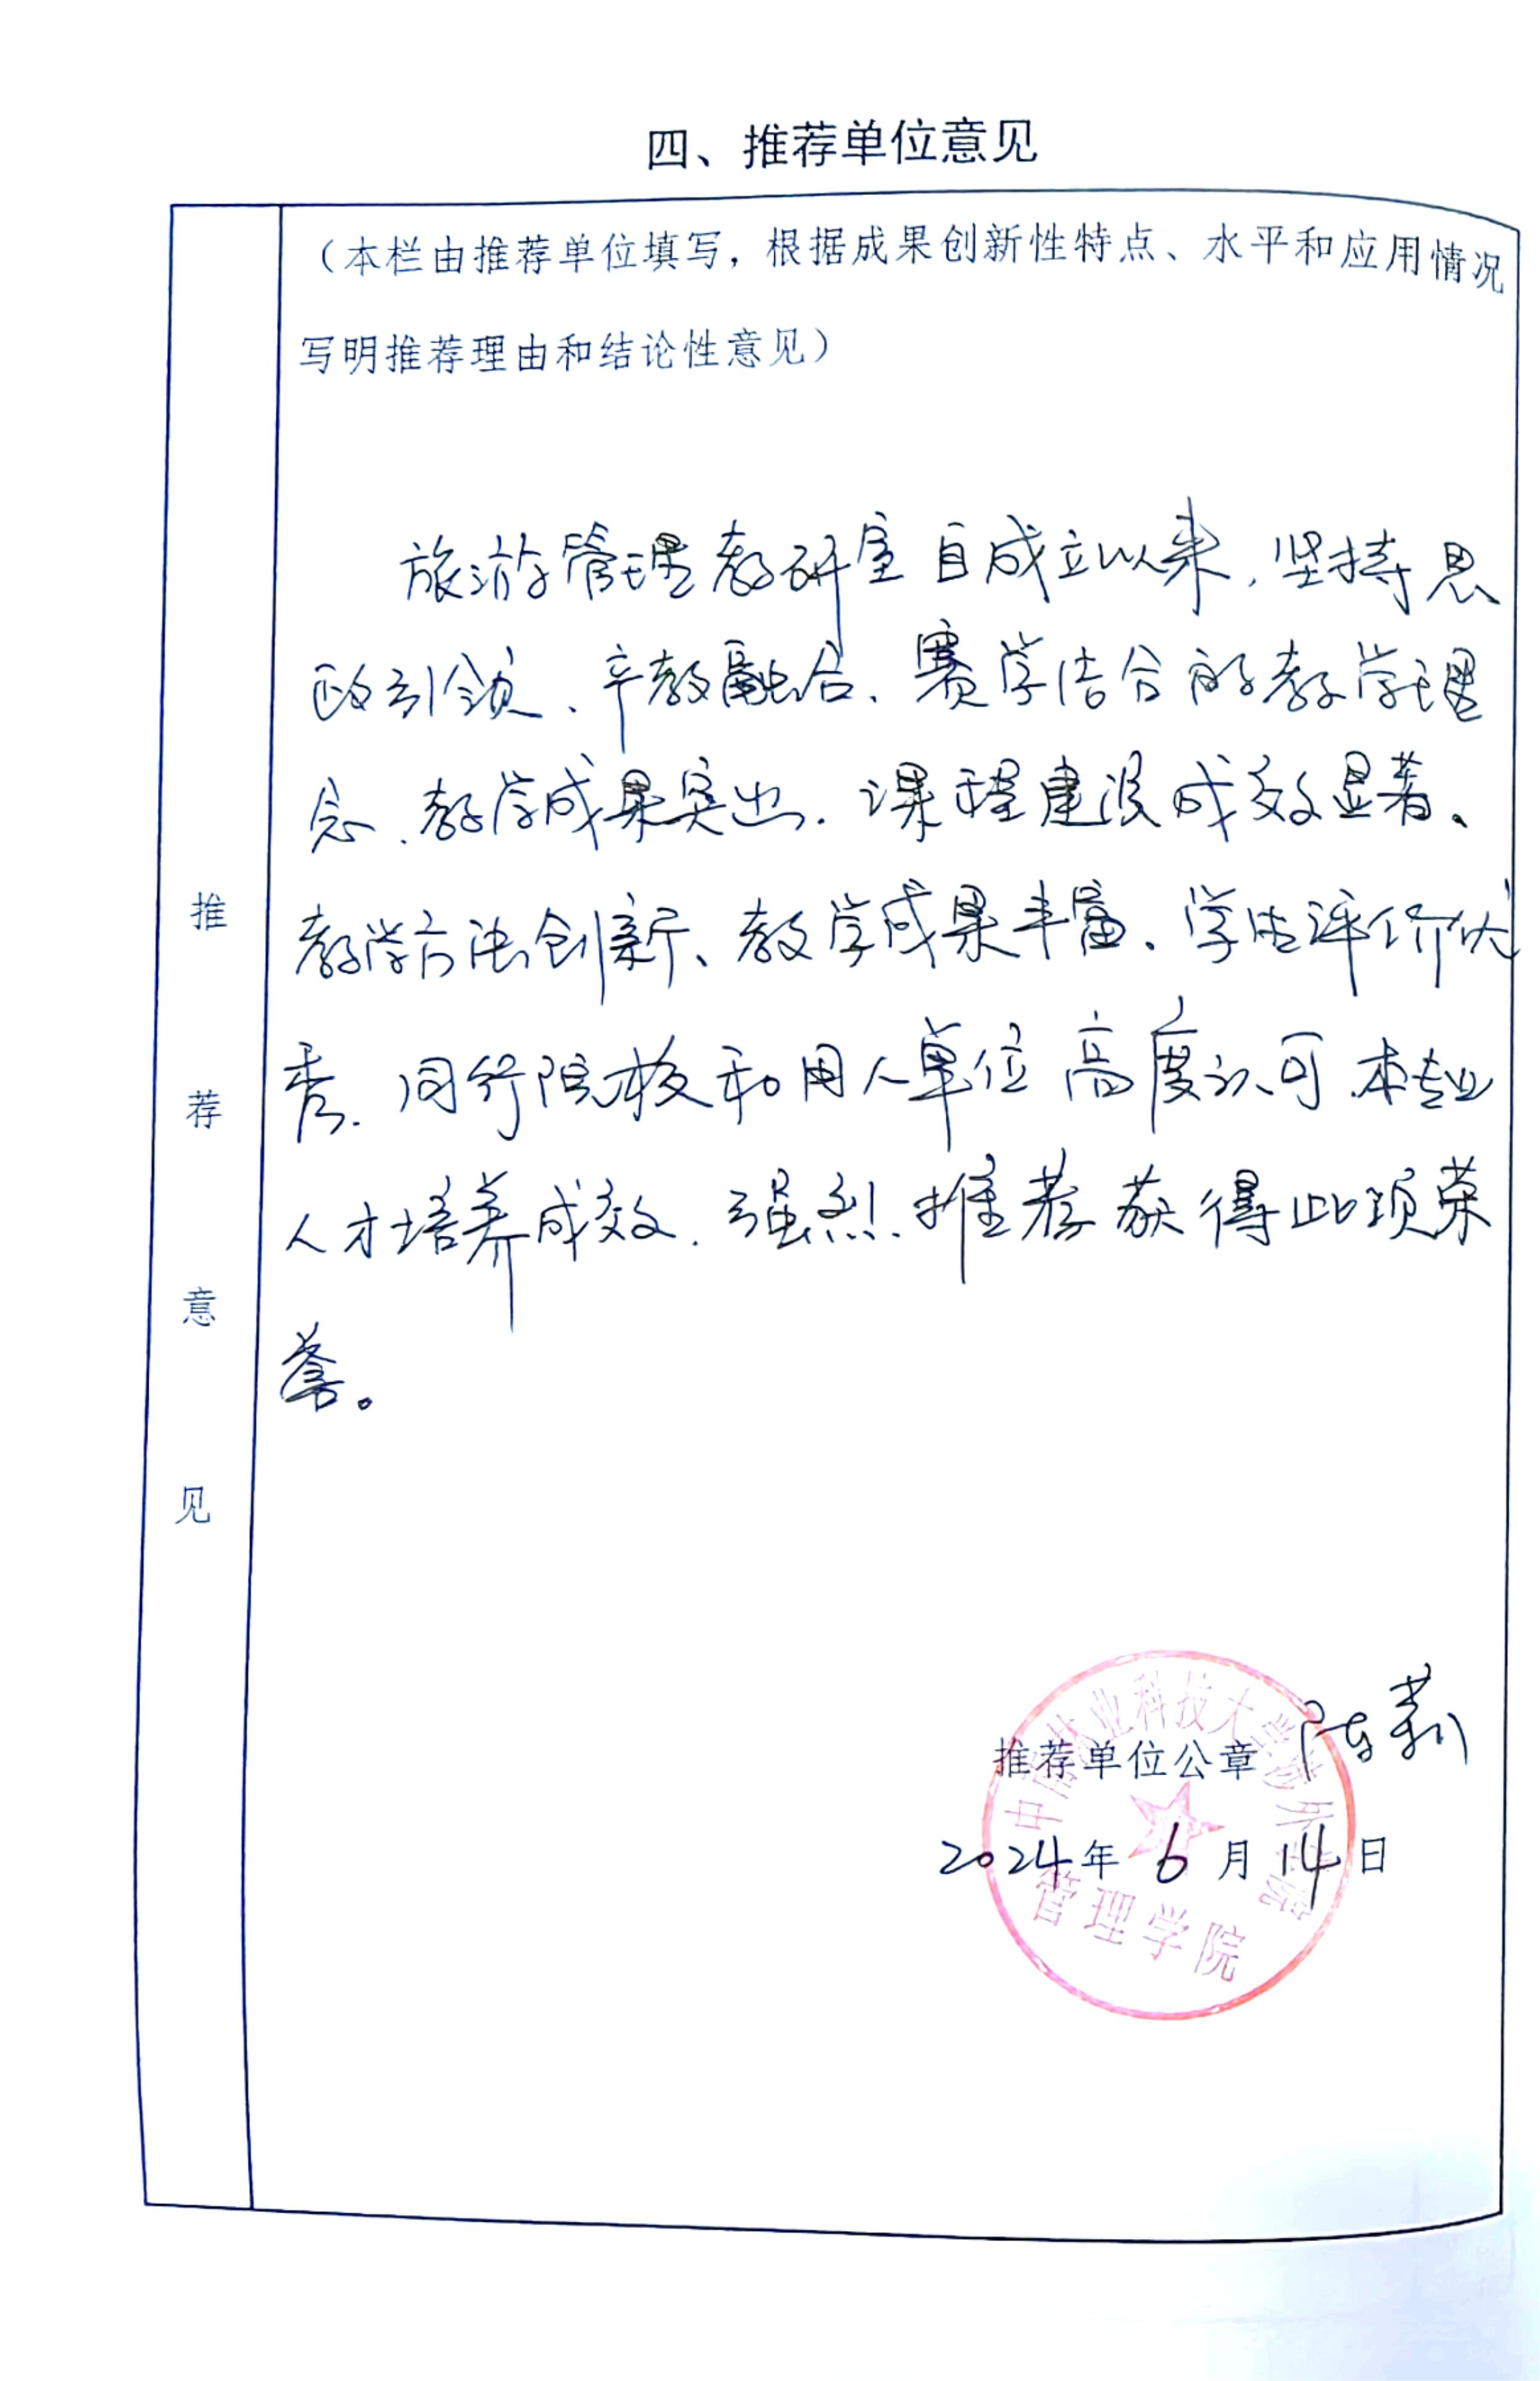 四、推荐单位意见
（本栏由推荐单位填写，根据成果创新性特点、水平和应用情况
写明推荐理由和结论性意见）
旅游管理教研室自成立以来，坚持思
政引领、产教融合、赛学结合的教学理
念、教学成果突出、课程建设成效显著、
教学方法创新、教学成果丰富、学生评价优
秀、同行院校和用人单位高度认可本专业
人才培养成效，强烈推荐获得此项荣
誉。
推
荐
意
见
推荐单位公章 陈莉
2024年6月14日
业科技大学
管理学院